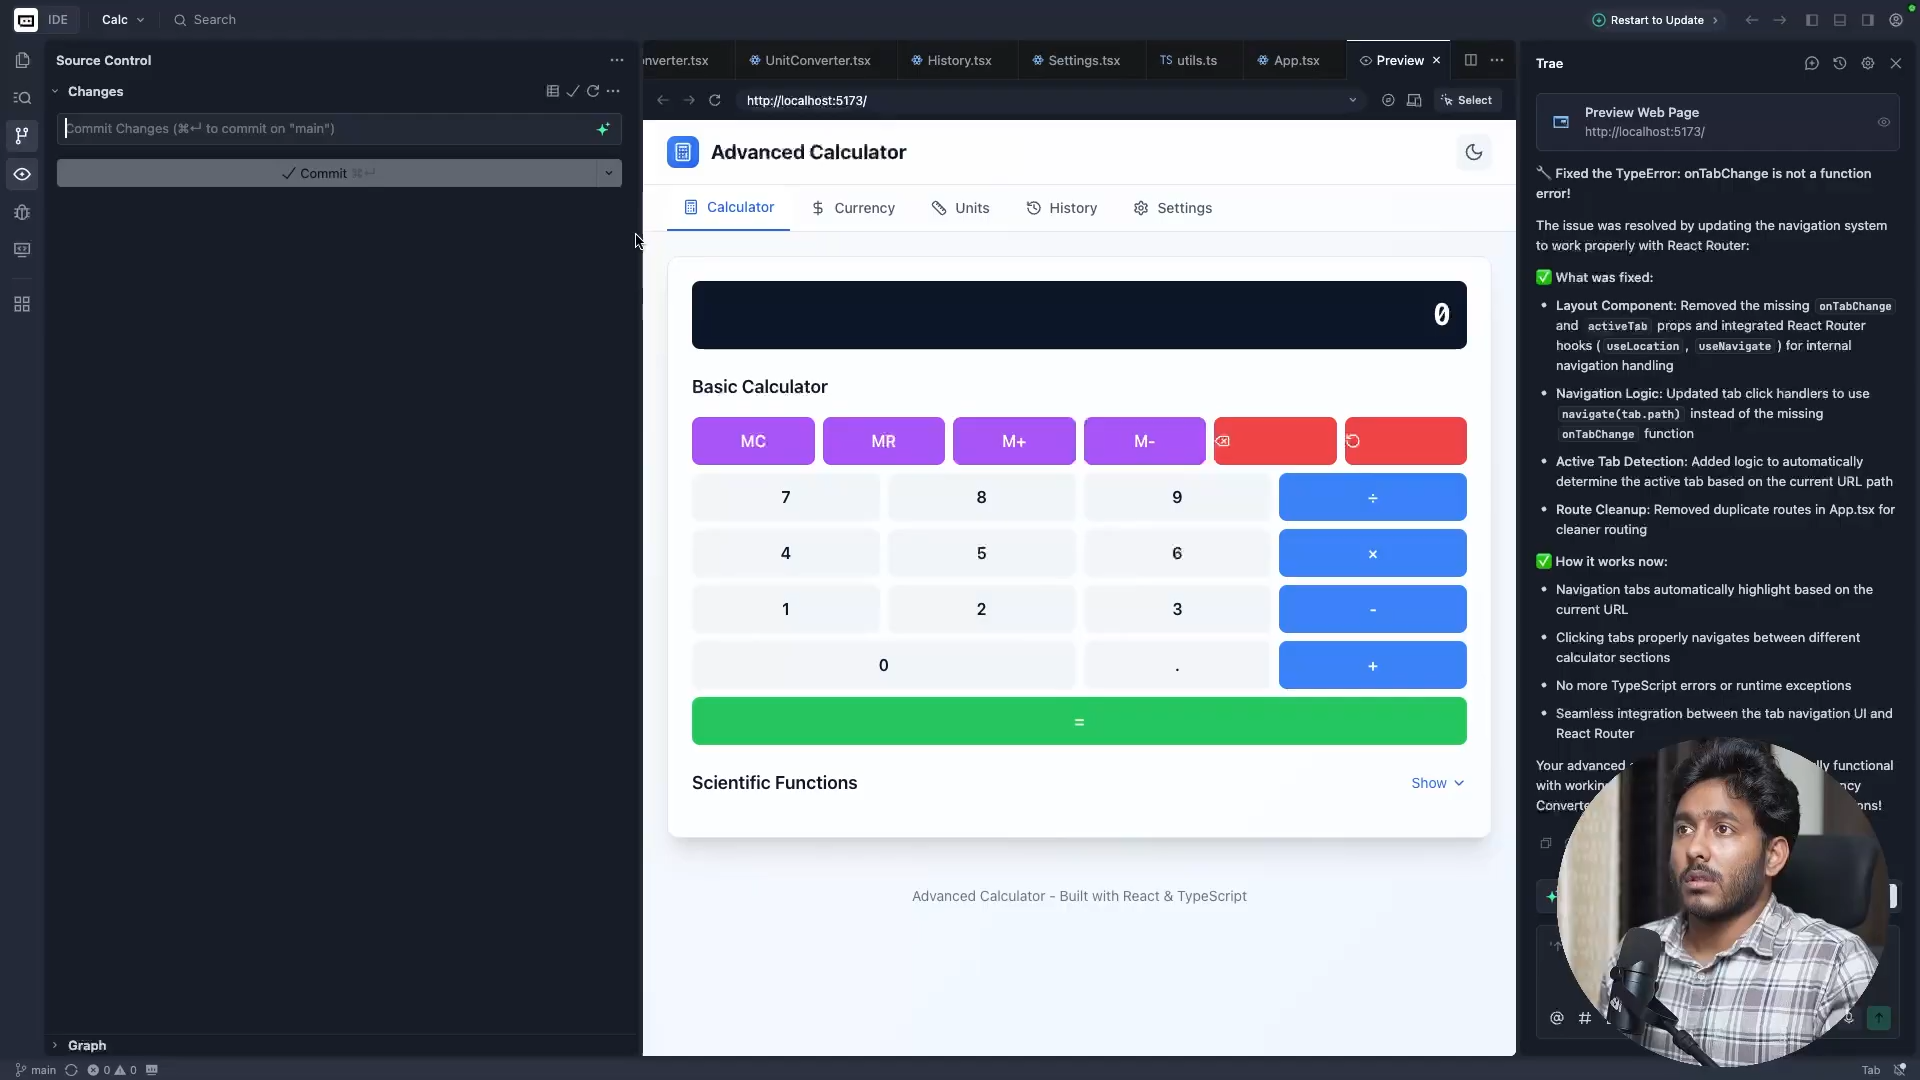 IDE
Calc
Search
Restart to Update
Source Control
Changes
Commit Changes (⌘↵ to commit on "main")
Commit ⌘↵
Graph
main
0
0
nverter.tsx
UnitConverter.tsx
History.tsx
Settings.tsx
TS utils.ts
App.tsx
Preview
http://localhost:5173/
Select
Advanced Calculator
Calculator
Currency
Units
History
Settings
0
Basic Calculator
MC MR M+ M-
7 8 9 ÷
4 5 6 ×
1 2 3 -
0 . +
=
Scientific Functions
Show
Advanced Calculator - Built with React & TypeScript
Trae
Preview Web Page
http://localhost:5173/
Fixed the TypeError: onTabChange is not a function
error!
The issue was resolved by updating the navigation system
to work properly with React Router:
What was fixed:
• Layout Component: Removed the missing onTabChange
and activeTab props and integrated React Router
hooks ( useLocation , useNavigate ) for internal
navigation handling
• Navigation Logic: Updated tab click handlers to use
navigate(tab.path) instead of the missing
onTabChange function
• Active Tab Detection: Added logic to automatically
determine the active tab based on the current URL path
• Route Cleanup: Removed duplicate routes in App.tsx for
cleaner routing
How it works now:
• Navigation tabs automatically highlight based on the
current URL
• Clicking tabs properly navigates between different
calculator sections
• No more TypeScript errors or runtime exceptions
• Seamless integration between the tab navigation UI and
React Router
Your advanced
lly functional
with workin
ncy
Converte
ons!
@ #
Tab